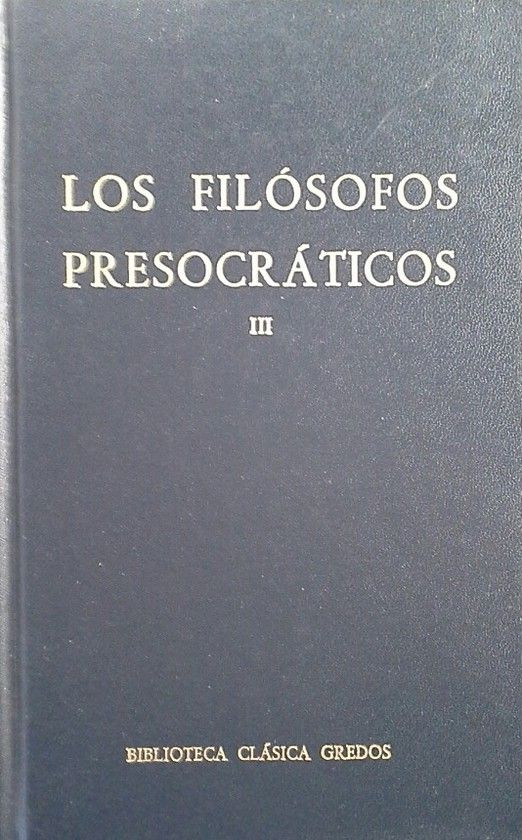 LOS FILÓSOFOS
PRESOCRÁTICOS
III
BIBLIOTECA CLÁSICA GREDOS